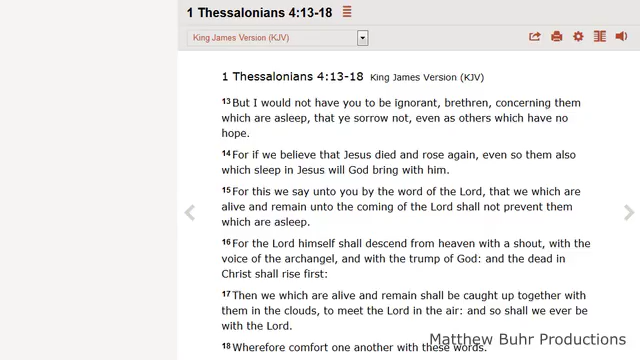 1 Thessalonians 4:13-18
King James Version (KJV)
1 Thessalonians 4:13-18 King James Version (KJV)
13 But I would not have you to be ignorant, brethren, concerning them
which are asleep, that ye sorrow not, even as others which have no
hope.
14 For if we believe that Jesus died and rose again, even so them also
which sleep in Jesus will God bring with him.
15 For this we say unto you by the word of the Lord, that we which are
alive and remain unto the coming of the Lord shall not prevent them
which are asleep.
16 For the Lord himself shall descend from heaven with a shout, with the
voice of the archangel, and with the trump of God: and the dead in
Christ shall rise first:
17 Then we which are alive and remain shall be caught up together with
them in the clouds, to meet the Lord in the air: and so shall we ever be
with the Lord.
18 Wherefore comfort one another with these words.
Matthew Buhr Productions